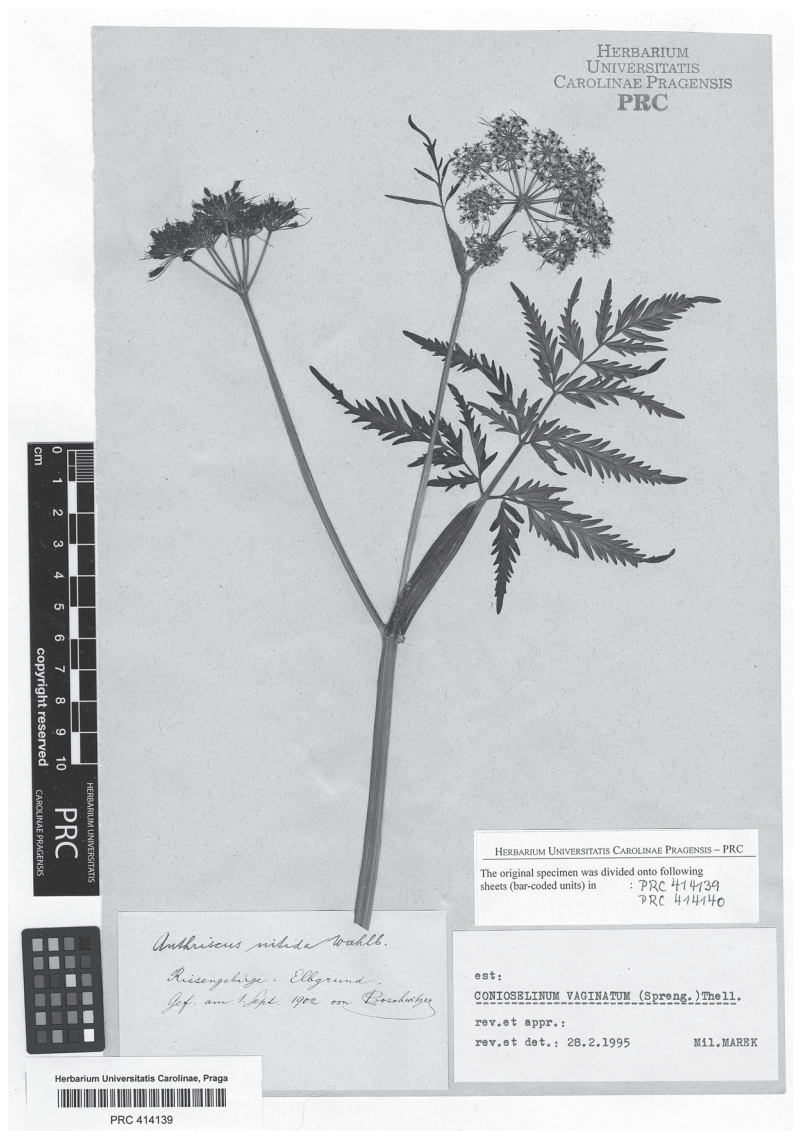 HERBARIUM
UNIVERSITATIS
CAROLINAE PRAGENSIS
PRC
cm
0 1 2 3 4 5 6 7 8 9 10
copyright reserved
PRC
HERBARIUM UNIVERSITATIS
CAROLINAE PRAGENSIS
HERBARIUM UNIVERSITATIS CAROLINAE PRAGENSIS – PRC
The original specimen was divided onto following
sheets (bar-coded units) in : PRC 414139
PRC 414140
Anthriscus nitida Wahlb.
Riesengebirge. Elbgrund.
Gef. am 1. Sept. 1902 von Proschwitzer
est:
CONIOSELINUM VAGINATUM (Spreng.)Thell.
rev.et appr.:
rev.et det.: 28.2.1995 Mil.MAREK
Herbarium Universitatis Carolinae, Praga
PRC 414139